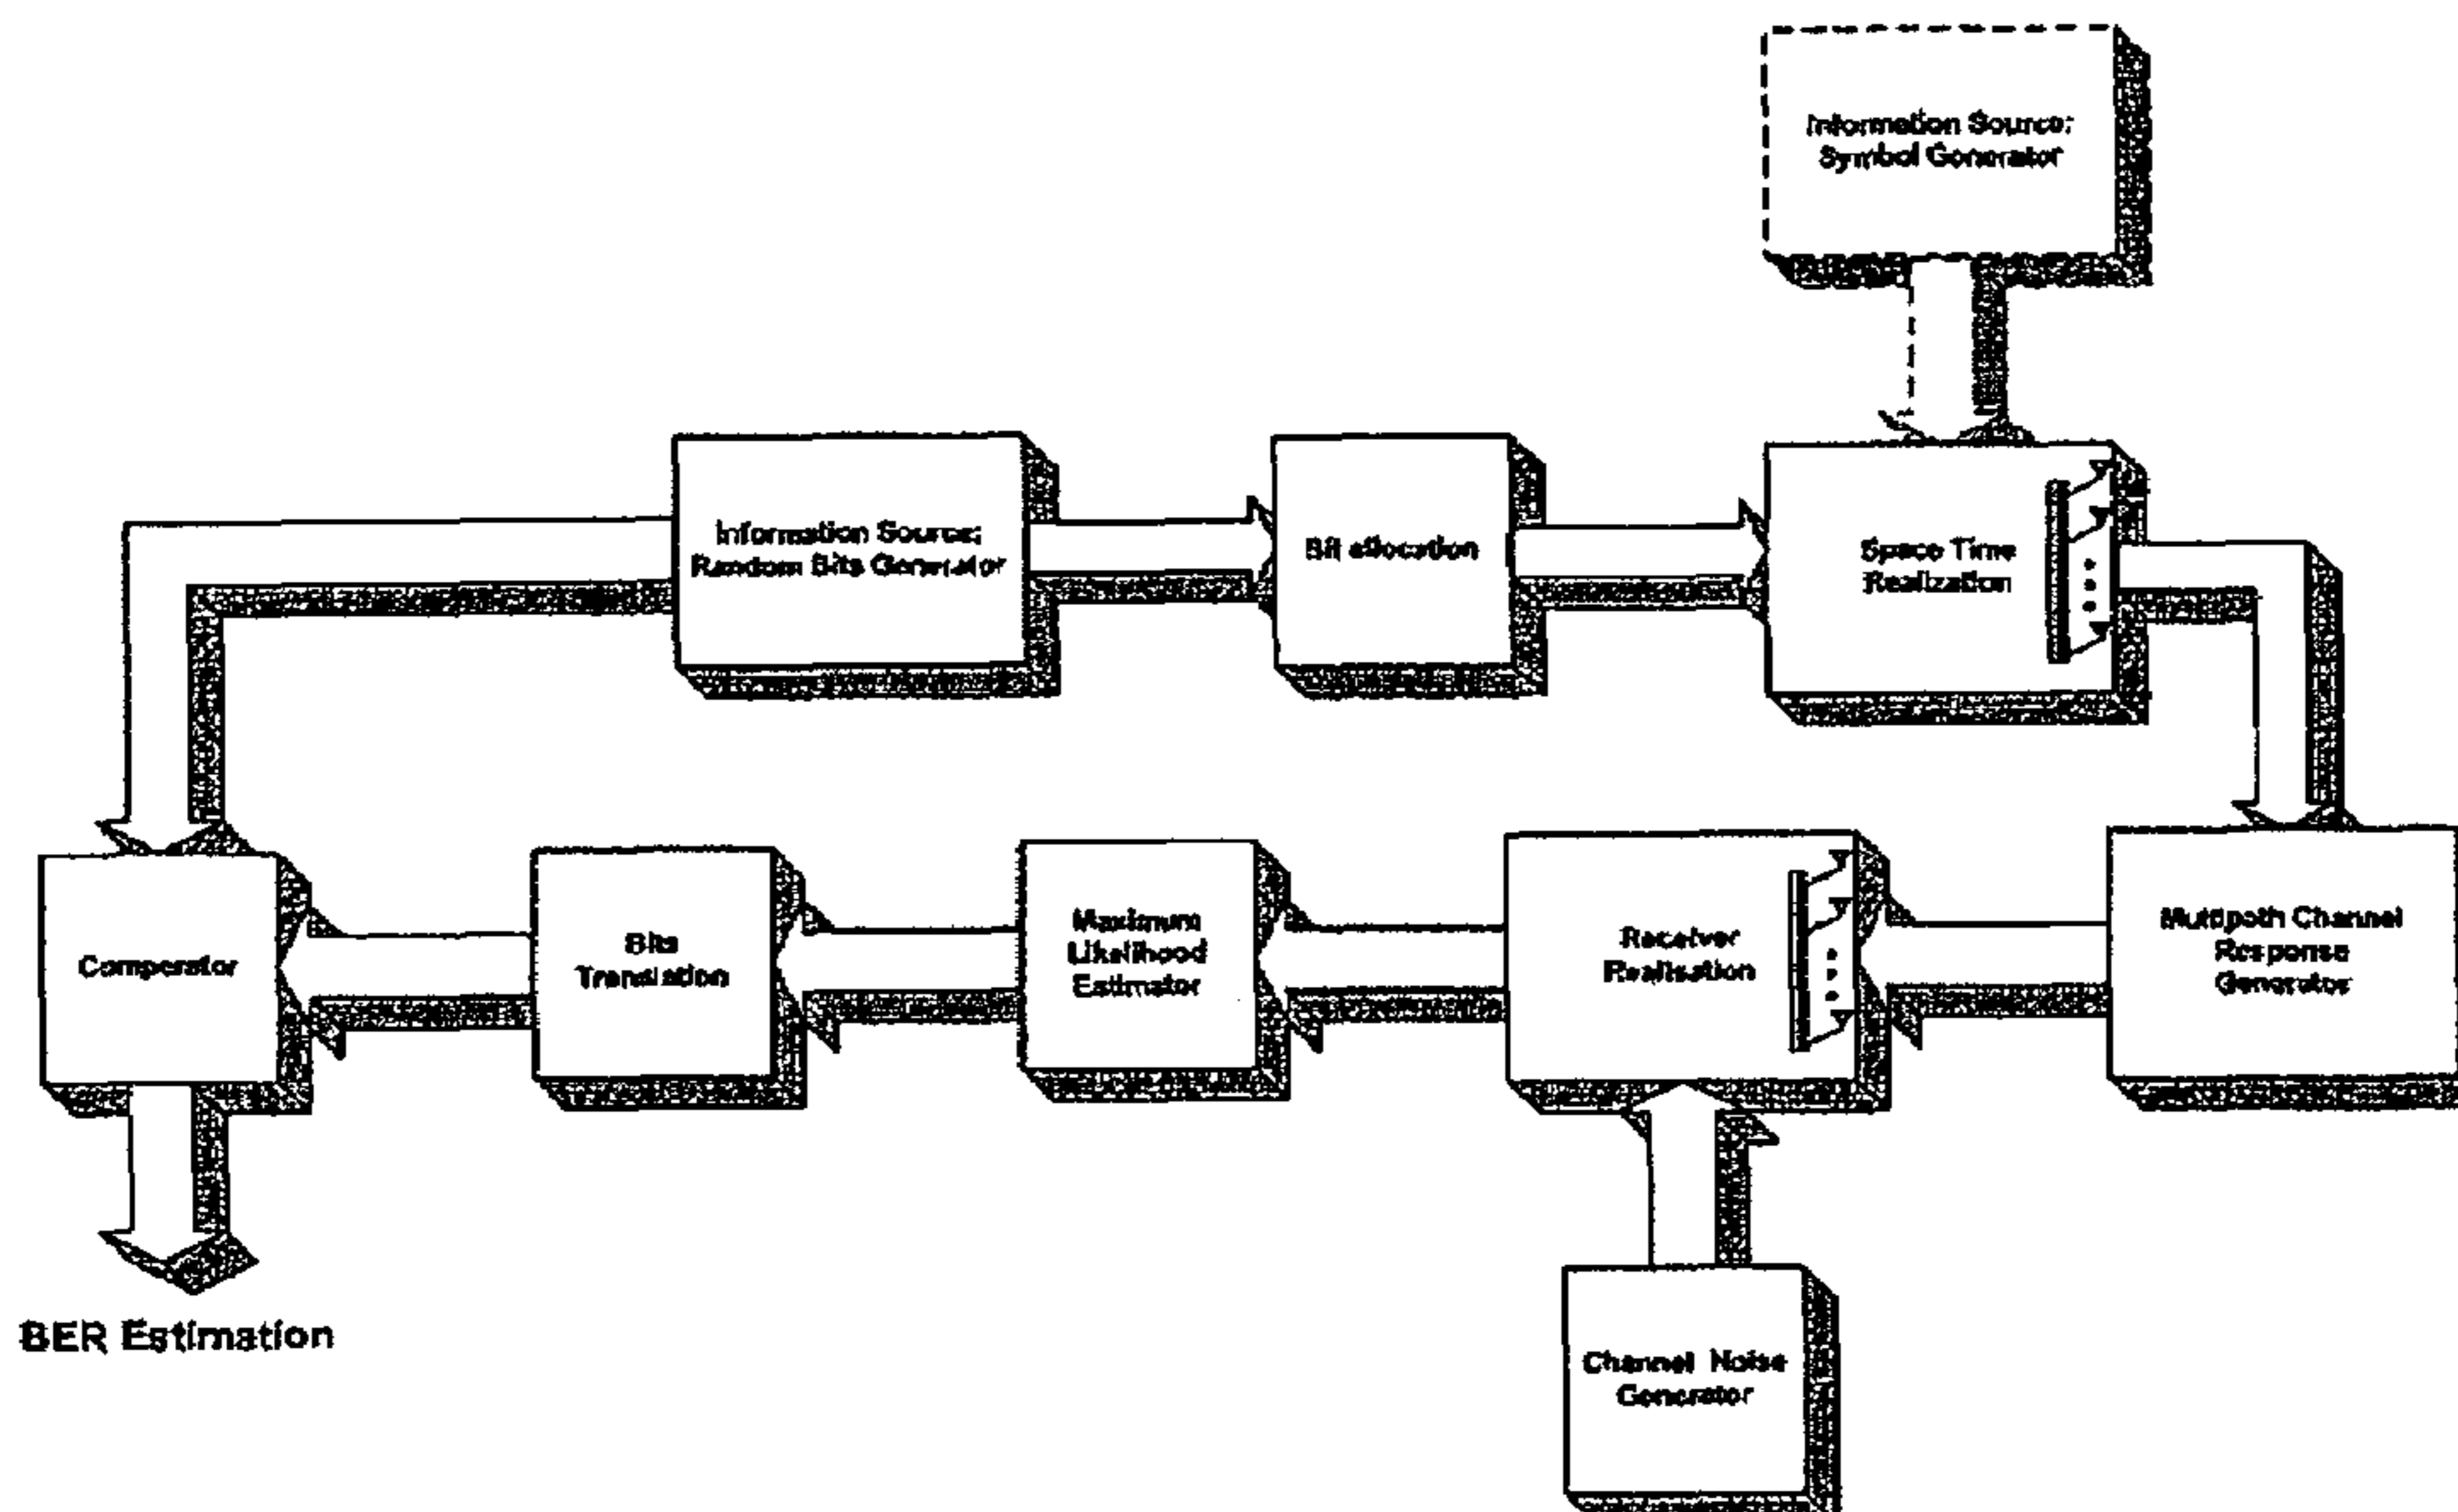 Information Source:
Symbol Generator
Information Source:
Random Bits Generator
Bit allocation
Space Time
Realization
Comperator
Bits
Translation
Maximum
Likelihood
Estimator
Receiver
Realisation
Multipath Channel
Response
Generator
BER Estimation
Channel Noise
Generator